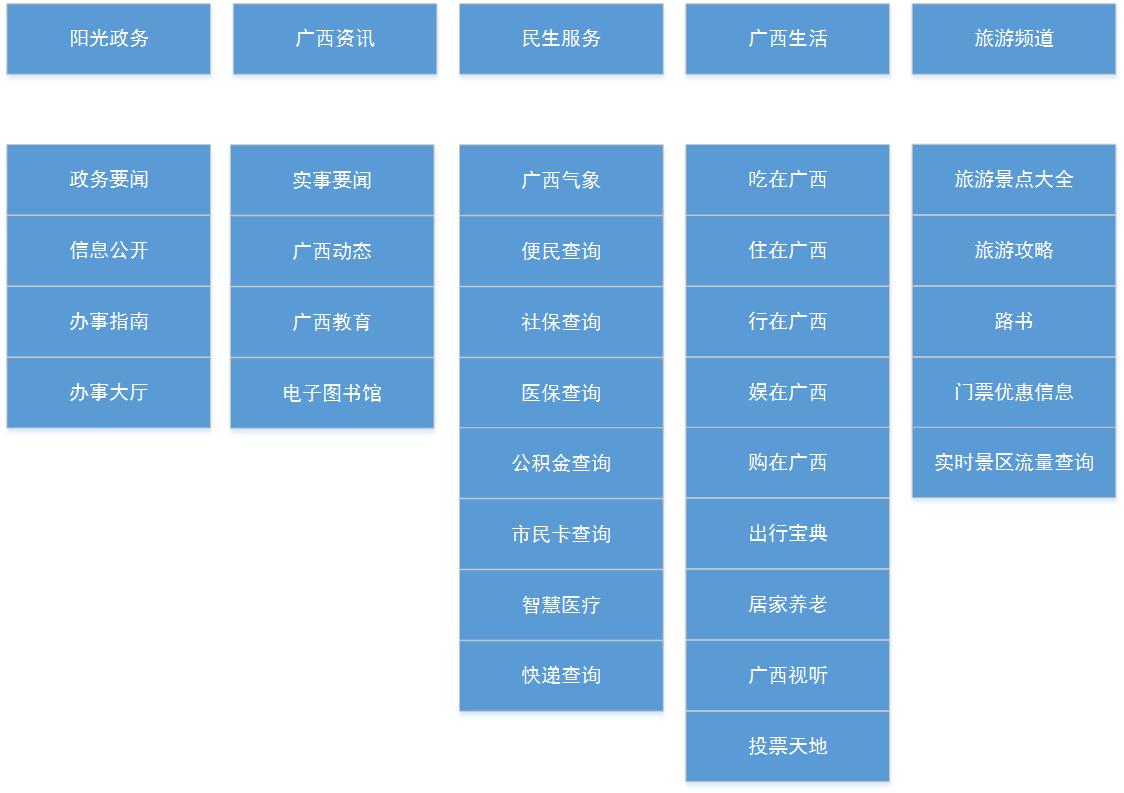 阳光政务
广西资讯
民生服务
广西生活
旅游频道
政务要闻
信息公开
办事指南
办事大厅
实事要闻
广西动态
广西教育
电子图书馆
广西气象
便民查询
社保查询
医保查询
公积金查询
市民卡查询
智慧医疗
快递查询
吃在广西
住在广西
行在广西
娱在广西
购在广西
出行宝典
居家养老
广西视听
投票天地
旅游景点大全
旅游攻略
路书
门票优惠信息
实时景区流量查询